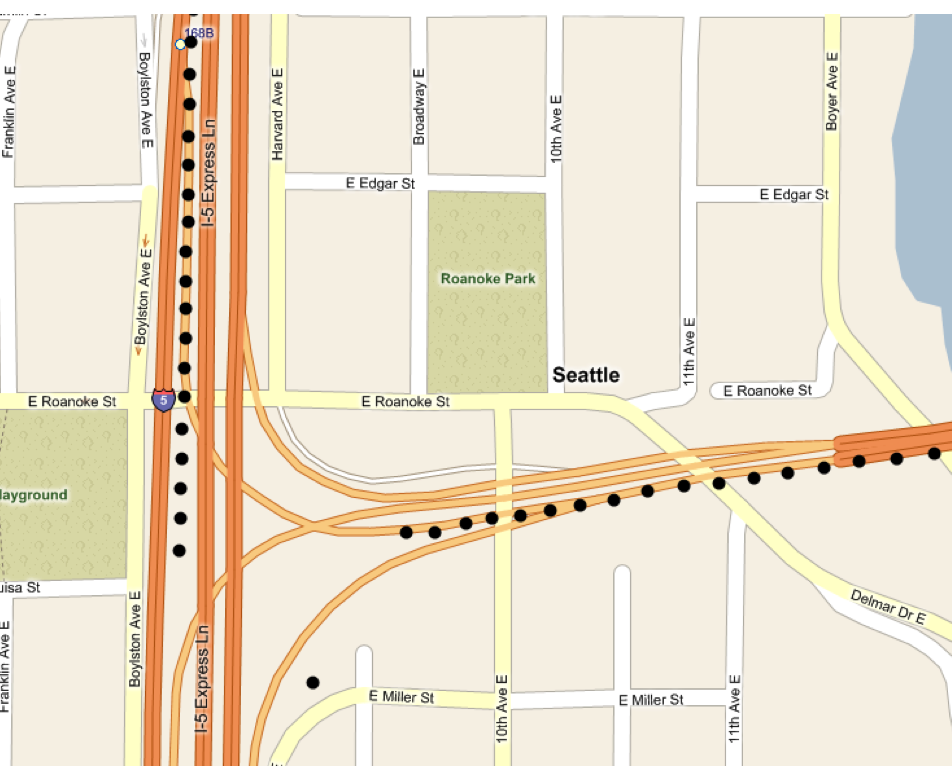 168B
Franklin Ave E
Boylston Ave E
I-5 Express Ln
Harvard Ave E
Broadway E
10th Ave E
Boyer Ave E
E Edgar St
E Edgar St
Boylston Ave E
Roanoke Park
11th Ave E
Seattle
E Roanoke St
E Roanoke St
5
E Roanoke St
layground
uisa St
Boylston Ave E
Franklin Ave E
I-5 Express Ln
Delmar Dr E
E Miller St
10th Ave E
E Miller St
11th Ave E